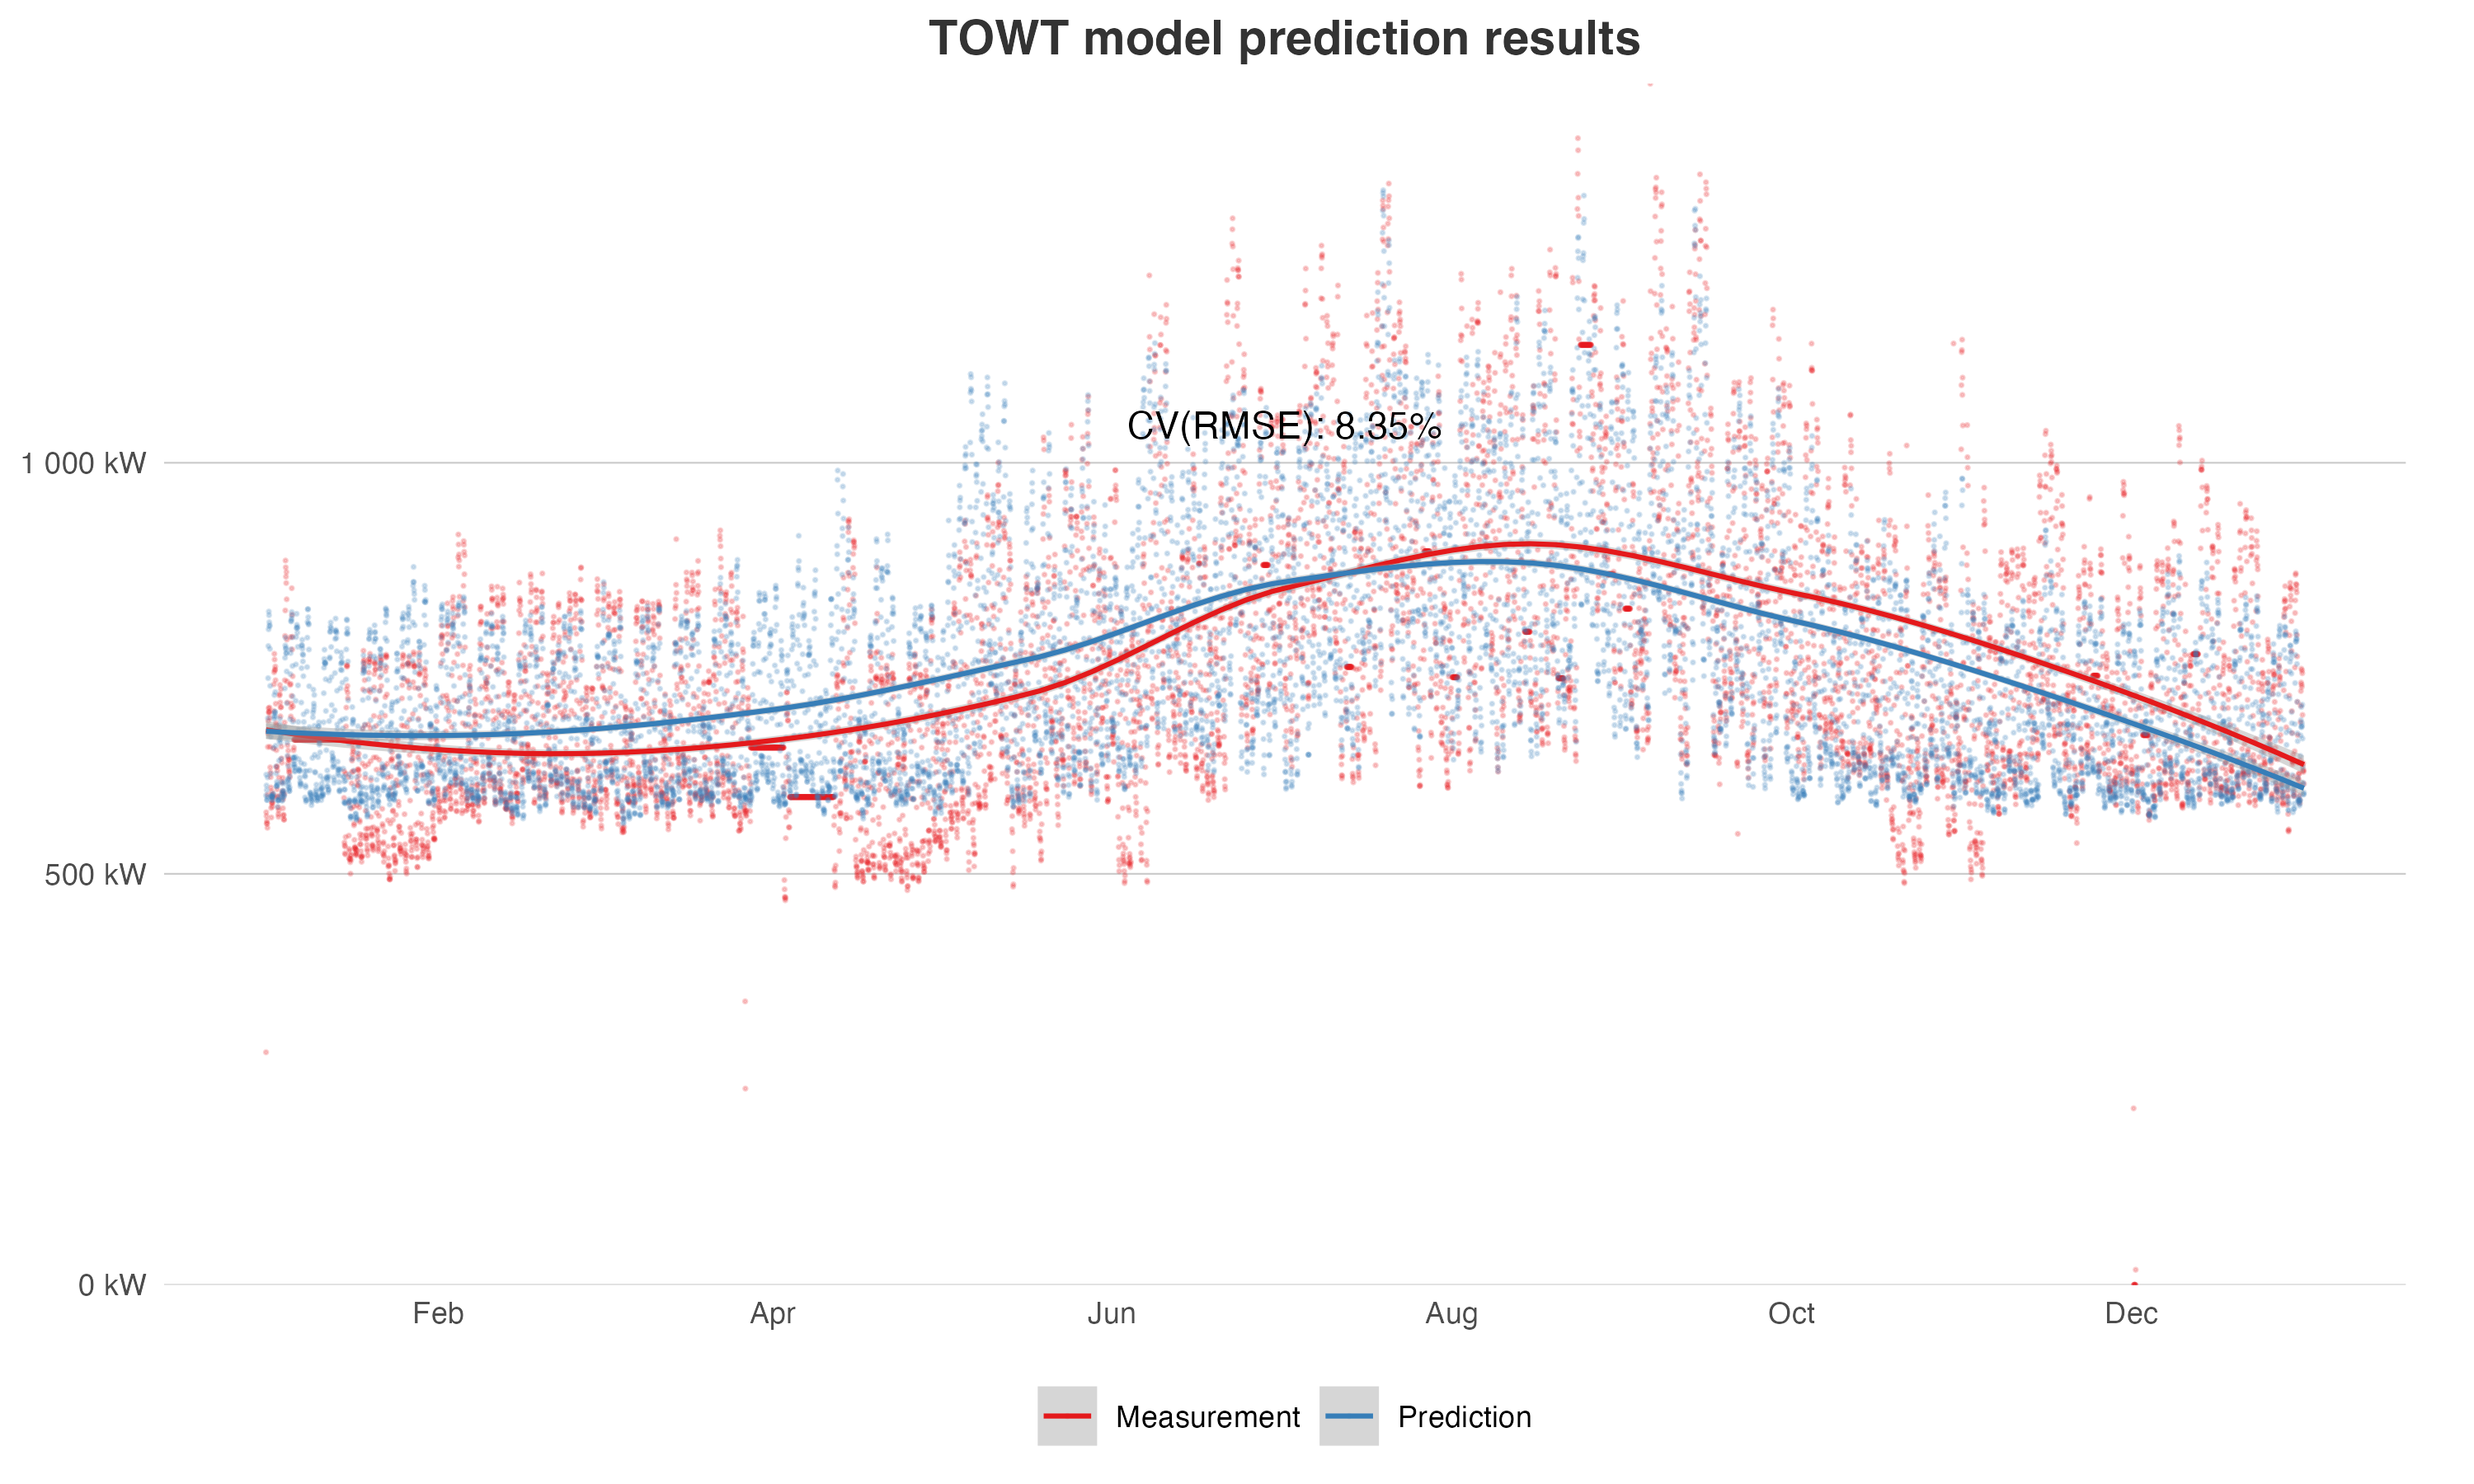 TOWT model prediction results
CV(RMSE): 8.35%
1 000 kW
500 kW
0 kW
Feb Apr Jun Aug Oct Dec
Measurement Prediction